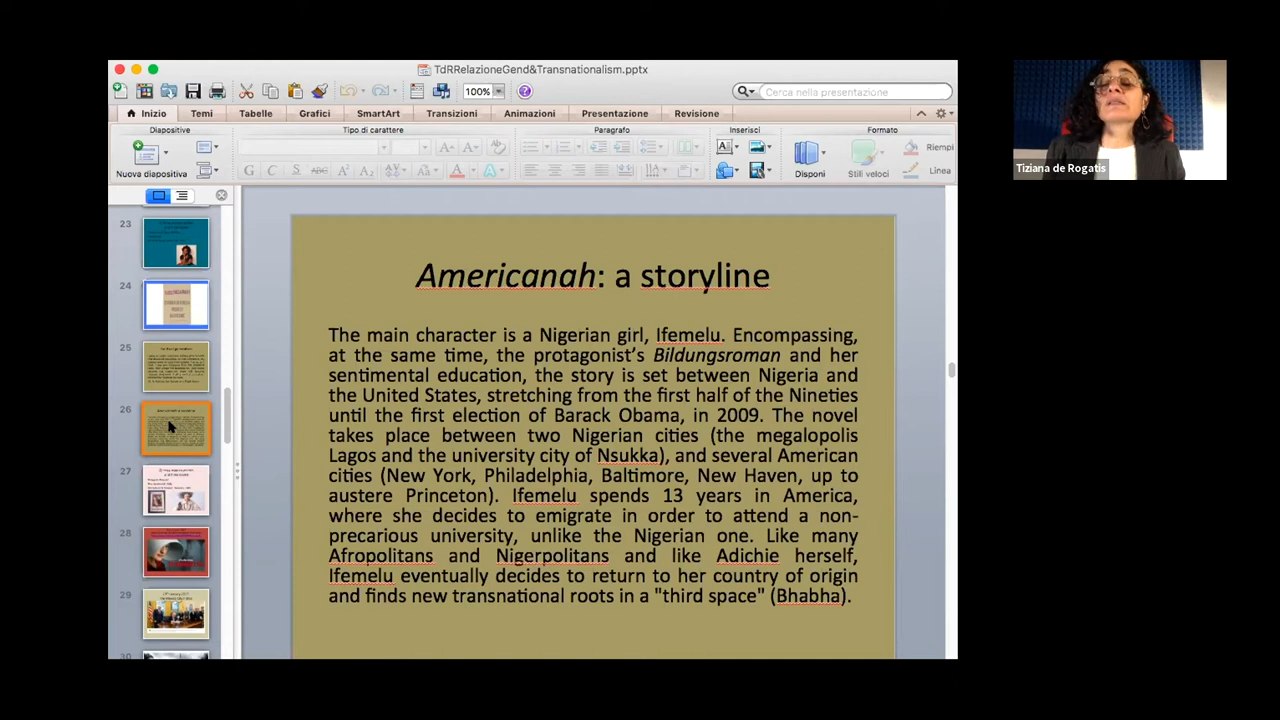 TdRRelazioneGend&Transnationalism.pptx
100%
Cerca nella presentazione
Inizio Temi Tabelle Grafici SmartArt Transizioni Animazioni Presentazione Revisione
Diapositive Tipo di carattere Paragrafo Inserisci Formato
Riempi
G C S ABC
Nuova diapositiva Disponi Stili veloci Linea
23
24
25
26
27
28
29
Americanah: a storyline
The main character is a Nigerian girl, Ifemelu. Encompassing,
at the same time, the protagonist's Bildungsroman and her
sentimental education, the story is set between Nigeria and
the United States, stretching from the first half of the Nineties
until the first election of Barack Obama, in 2009. The novel
takes place between two Nigerian cities (the megalopolis
Lagos and the university city of Nsukka), and several American
cities (New York, Philadelphia, Baltimore, New Haven, up to
austere Princeton). Ifemelu spends 13 years in America,
where she decides to emigrate in order to attend a non-
precarious university, unlike the Nigerian one. Like many
Afropolitans and Nigerpolitans and like Adichie herself,
Ifemelu eventually decides to return to her country of origin
and finds new transnational roots in a "third space" (Bhabha).
Tiziana de Rogatis